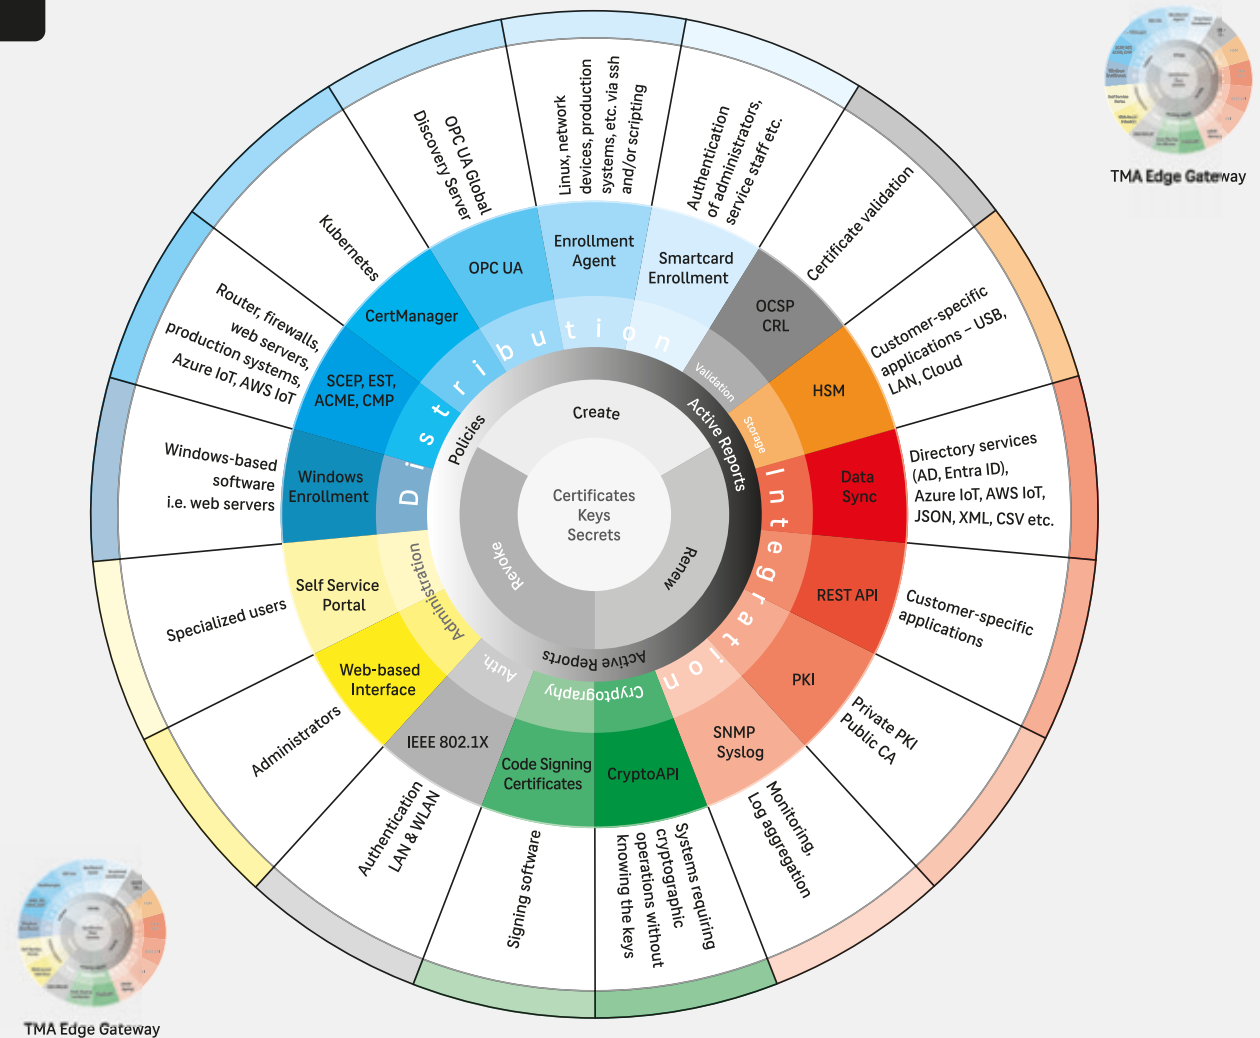 Linux, network
devices, production
systems, etc. via ssh
and/or scripting
Authentication
of administrators,
service staff etc.
Certificate validation
Customer-specific
applications – USB,
LAN, Cloud
Directory services
(AD, Entra ID),
Azure IoT, AWS IoT,
JSON, XML, CSV etc.
Customer-specific
applications
Private PKI
Public CA
Monitoring,
Log aggregation
Systems requiring
cryptographic
operations without
knowing the keys
Signing software
Authentication
LAN & WLAN
Administrators
Specialized users
Windows-based
software
i.e. web servers
Router, firewalls,
web servers,
production systems,
Azure IoT, AWS IoT
Kubernetes
OPC UA Global
Discovery Server
Enrollment
Agent
Smartcard
Enrollment
OCSP
CRL
HSM
Data
Sync
REST API
PKI
SNMP
Syslog
CryptoAPI
Code Signing
Certificates
IEEE 802.1X
Web-based
Interface
Self Service
Portal
Windows
Enrollment
SCEP, EST,
ACME, CMP
CertManager
OPC UA
Distribution
Validation
Storage
Integration
Cryptography
Auth.
Administration
Policies
Active Reports
Active Reports
Create
Renew
Revoke
Certificates
Keys
Secrets
TMA Edge Gateway
TMA Edge Gateway